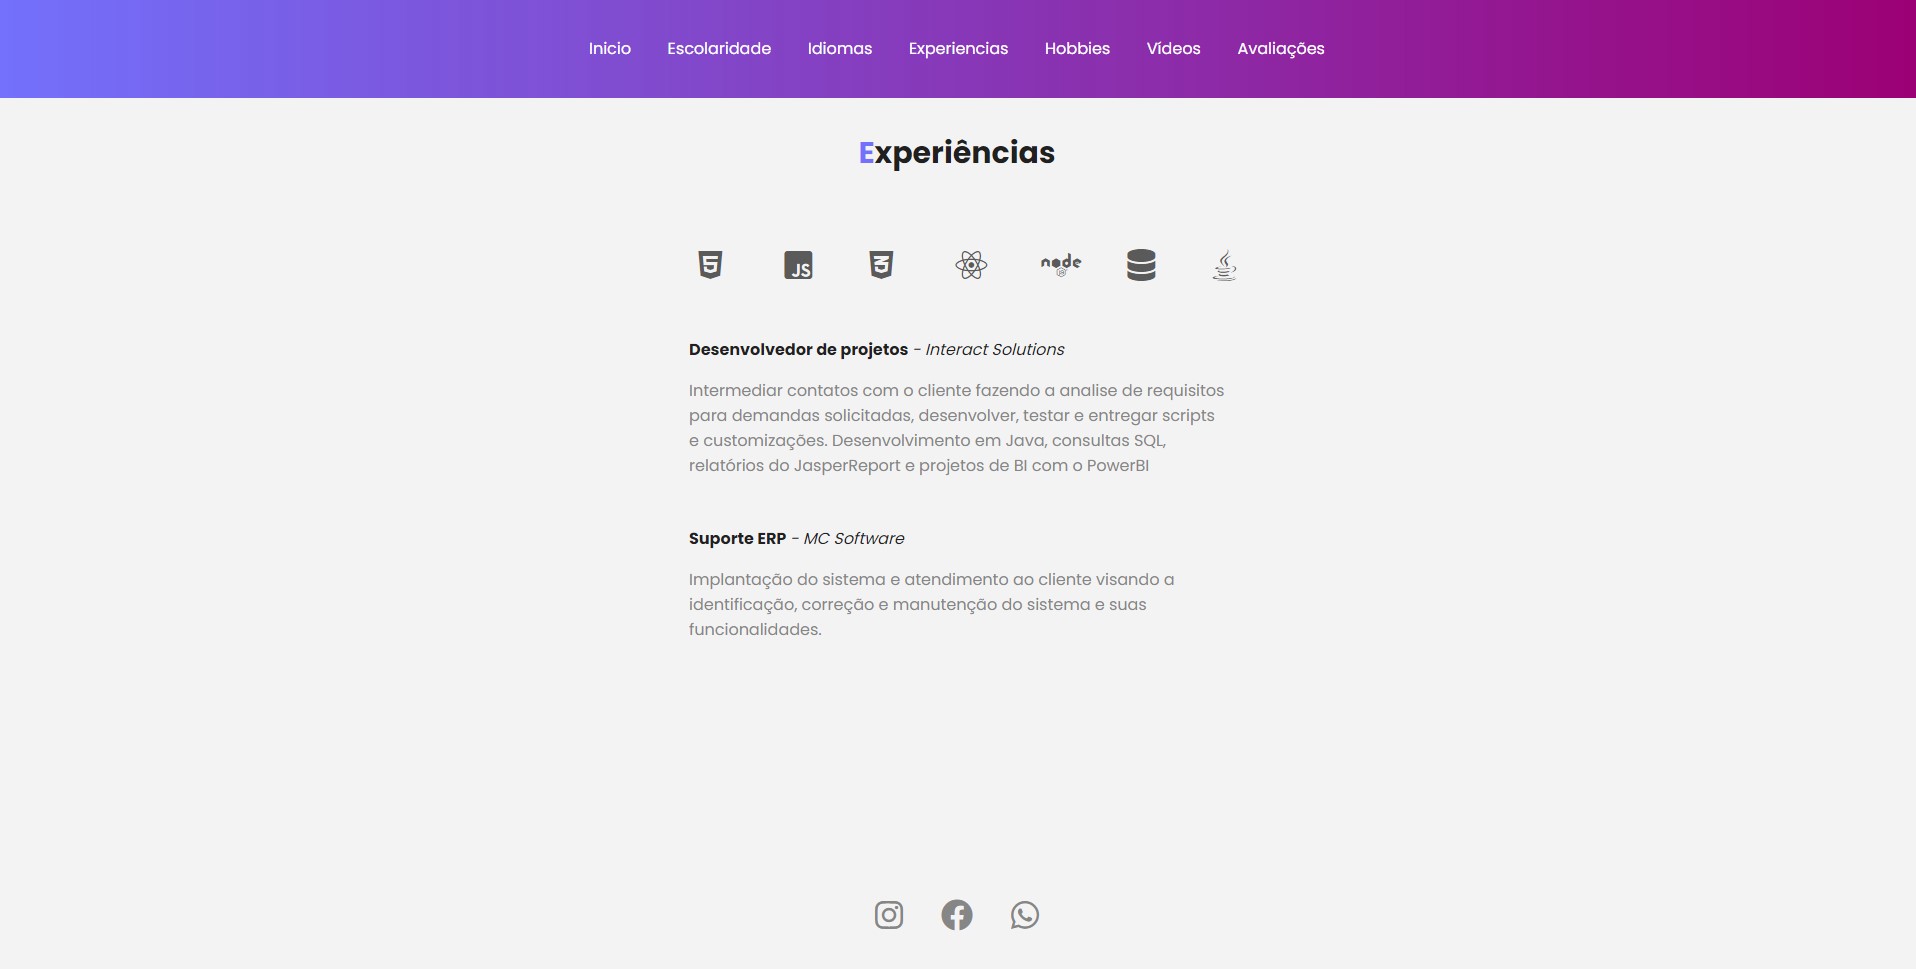 Inicio Escolaridade Idiomas Experiencias Hobbies Vídeos Avaliações
Experiências
5 JS 3 node JS
Desenvolvedor de projetos - Interact Solutions
Intermediar contatos com o cliente fazendo a analise de requisitos
para demandas solicitadas, desenvolver, testar e entregar scripts
e customizações. Desenvolvimento em Java, consultas SQL,
relatórios do JasperReport e projetos de BI com o PowerBI
Suporte ERP - MC Software
Implantação do sistema e atendimento ao cliente visando a
identificação, correção e manutenção do sistema e suas
funcionalidades.